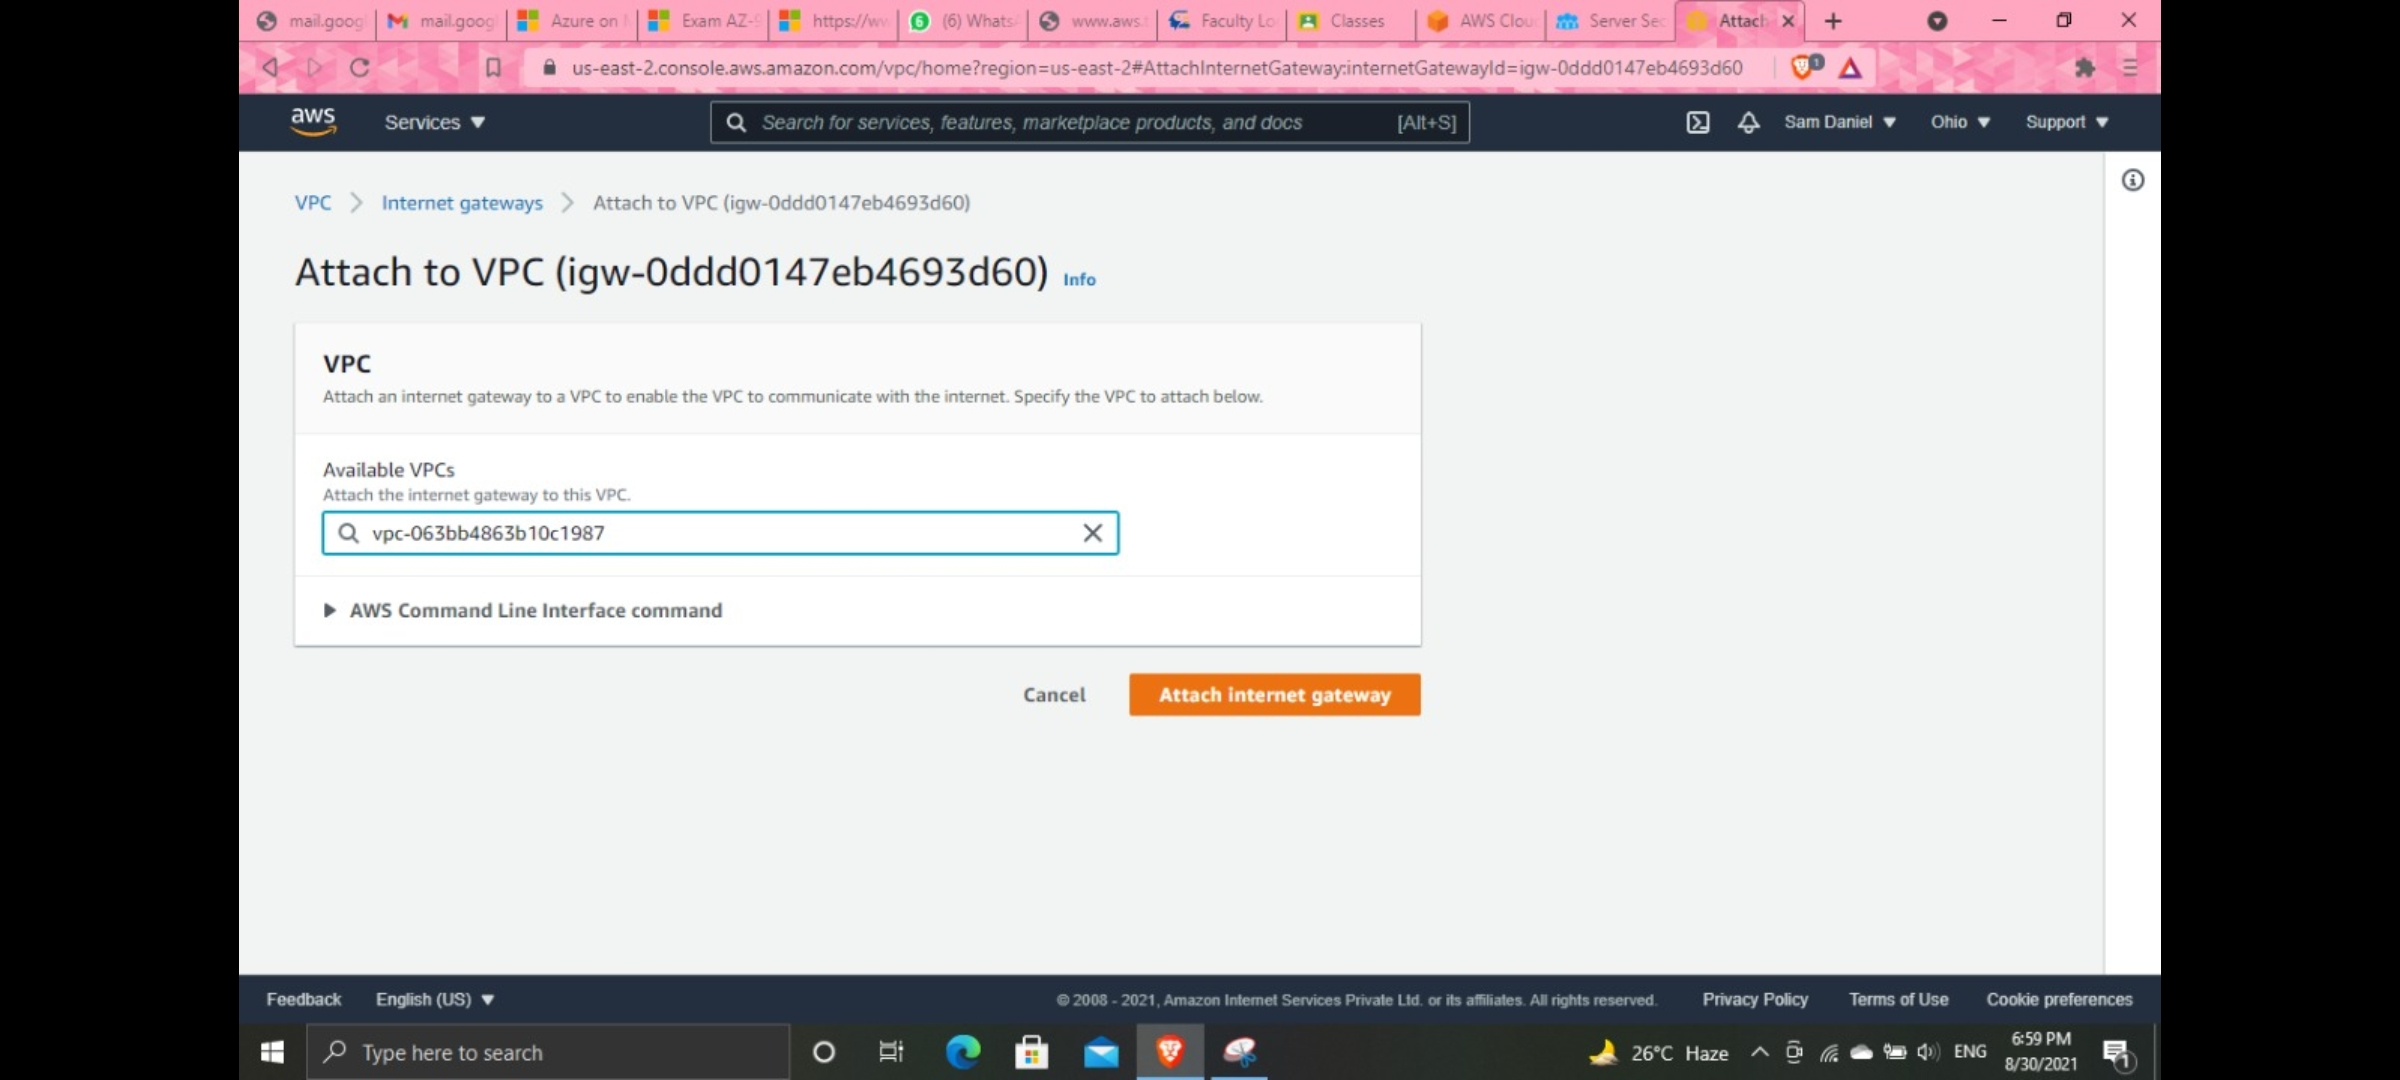 mail.goog mail.goog Azure on Exam AZ-9 https://ww (6) Whats www.aws. Faculty Lo Classes AWS Clou Server Sec Attach
us-east-2.console.aws.amazon.com/vpc/home?region=us-east-2#AttachInternetGateway:internetGatewayId=igw-0ddd0147eb4693d60 1
aws Services Search for services, features, marketplace products, and docs [Alt+S] Sam Daniel Ohio Support
VPC Internet gateways Attach to VPC (igw-0ddd0147eb4693d60)
Attach to VPC (igw-0ddd0147eb4693d60) Info
VPC
Attach an internet gateway to a VPC to enable the VPC to communicate with the internet. Specify the VPC to attach below.
Available VPCs
Attach the internet gateway to this VPC.
vpc-063bb4863b10c1987
AWS Command Line Interface command
Cancel Attach internet gateway
Feedback English (US) © 2008 - 2021, Amazon Internet Services Private Ltd. or its affiliates. All rights reserved. Privacy Policy Terms of Use Cookie preferences
Type here to search 26°C Haze ENG 6:59 PM
8/30/2021 1